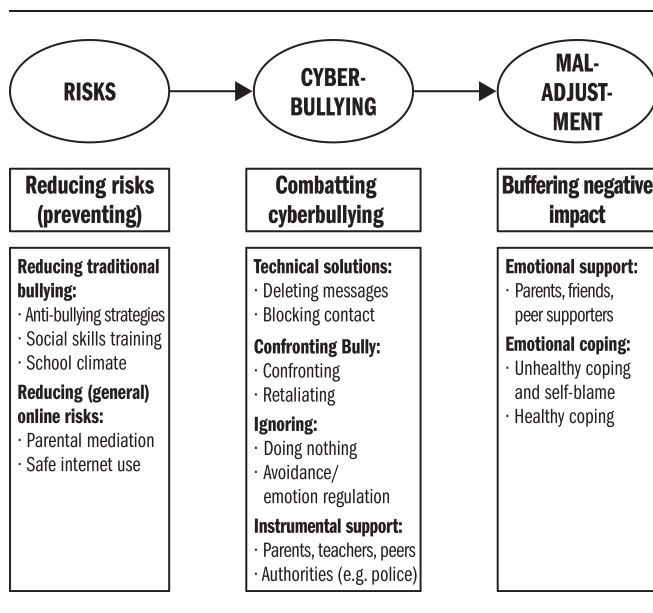 RISKS
CYBER-
BULLYING
MAL-
ADJUST-
MENT
Reducing risks
(preventing)
Combatting
cyberbullying
Buffering negative
impact
Reducing traditional
bullying:
· Anti-bullying strategies
· Social skills training
· School climate
Reducing (general)
online risks:
· Parental mediation
· Safe internet use
Technical solutions:
· Deleting messages
· Blocking contact
Confronting Bully:
· Confronting
· Retaliating
Ignoring:
· Doing nothing
· Avoidance/
emotion regulation
Instrumental support:
· Parents, teachers, peers
· Authorities (e.g. police)
Emotional support:
· Parents, friends,
peer supporters
Emotional coping:
· Unhealthy coping
and self-blame
· Healthy coping